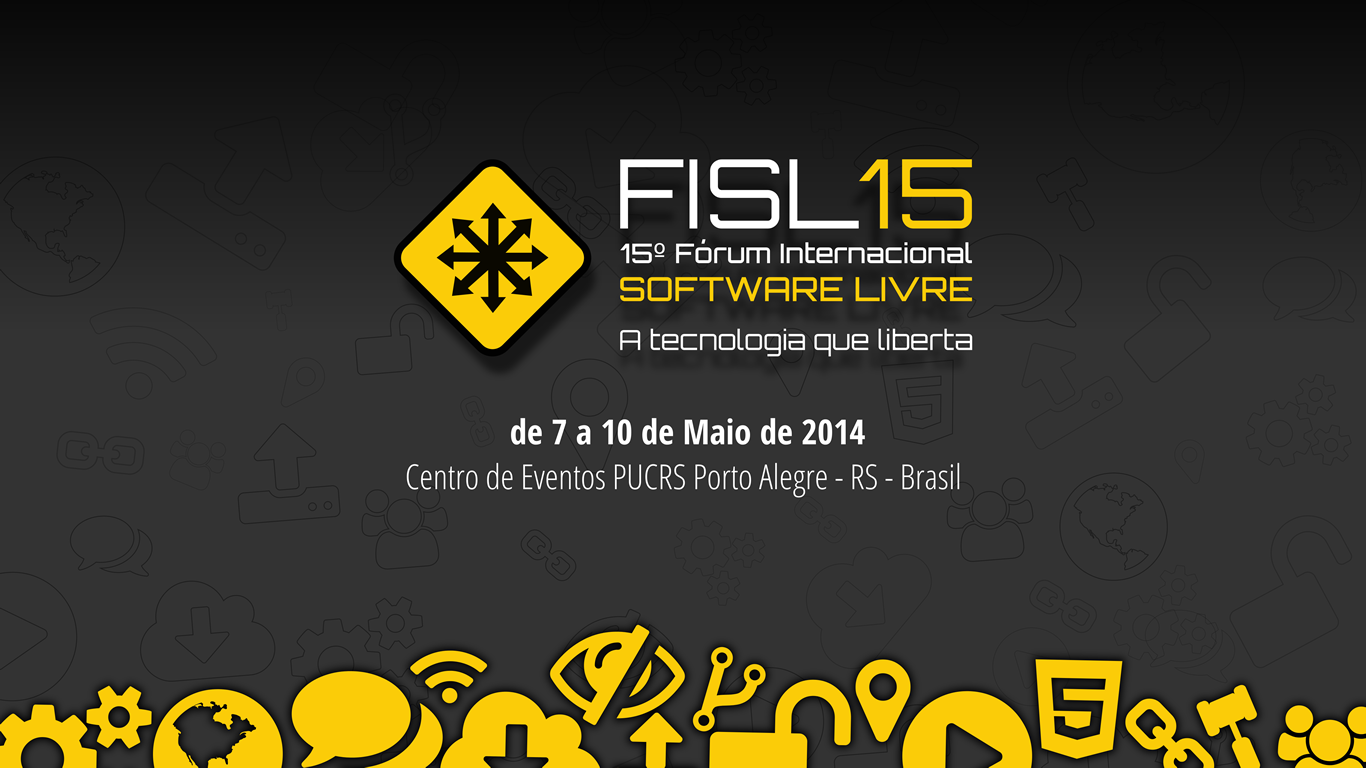 FISL15
15º Fórum Internacional
SOFTWARE LIVRE
A tecnologia que liberta
de 7 a 10 de Maio de 2014
Centro de Eventos PUCRS Porto Alegre - RS - Brasil